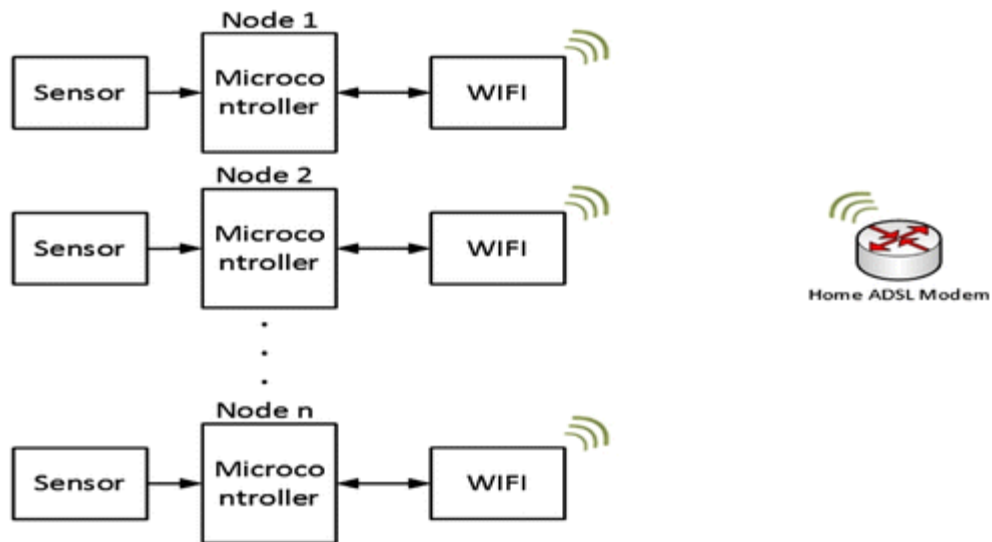 Node 1
Sensor
Microco
ntroller
WIFI
Node 2
Sensor
Microco
ntroller
WIFI
Home ADSL Modem
Node n
Sensor
Microco
ntroller
WIFI